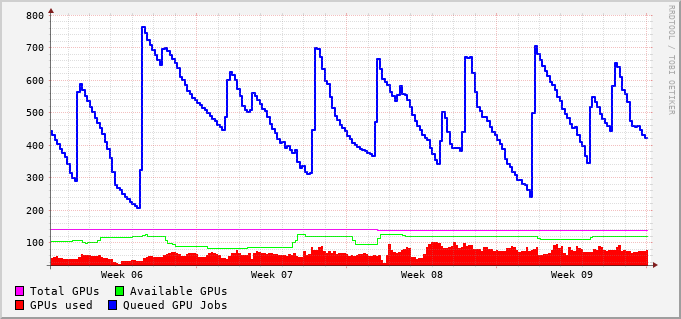 800
700
600
500
400
300
200
100
Week 06 Week 07 Week 08 Week 09
Total GPUs Available GPUs
GPUs used Queued GPU Jobs
RRDTOOL / TOBI OETIKER